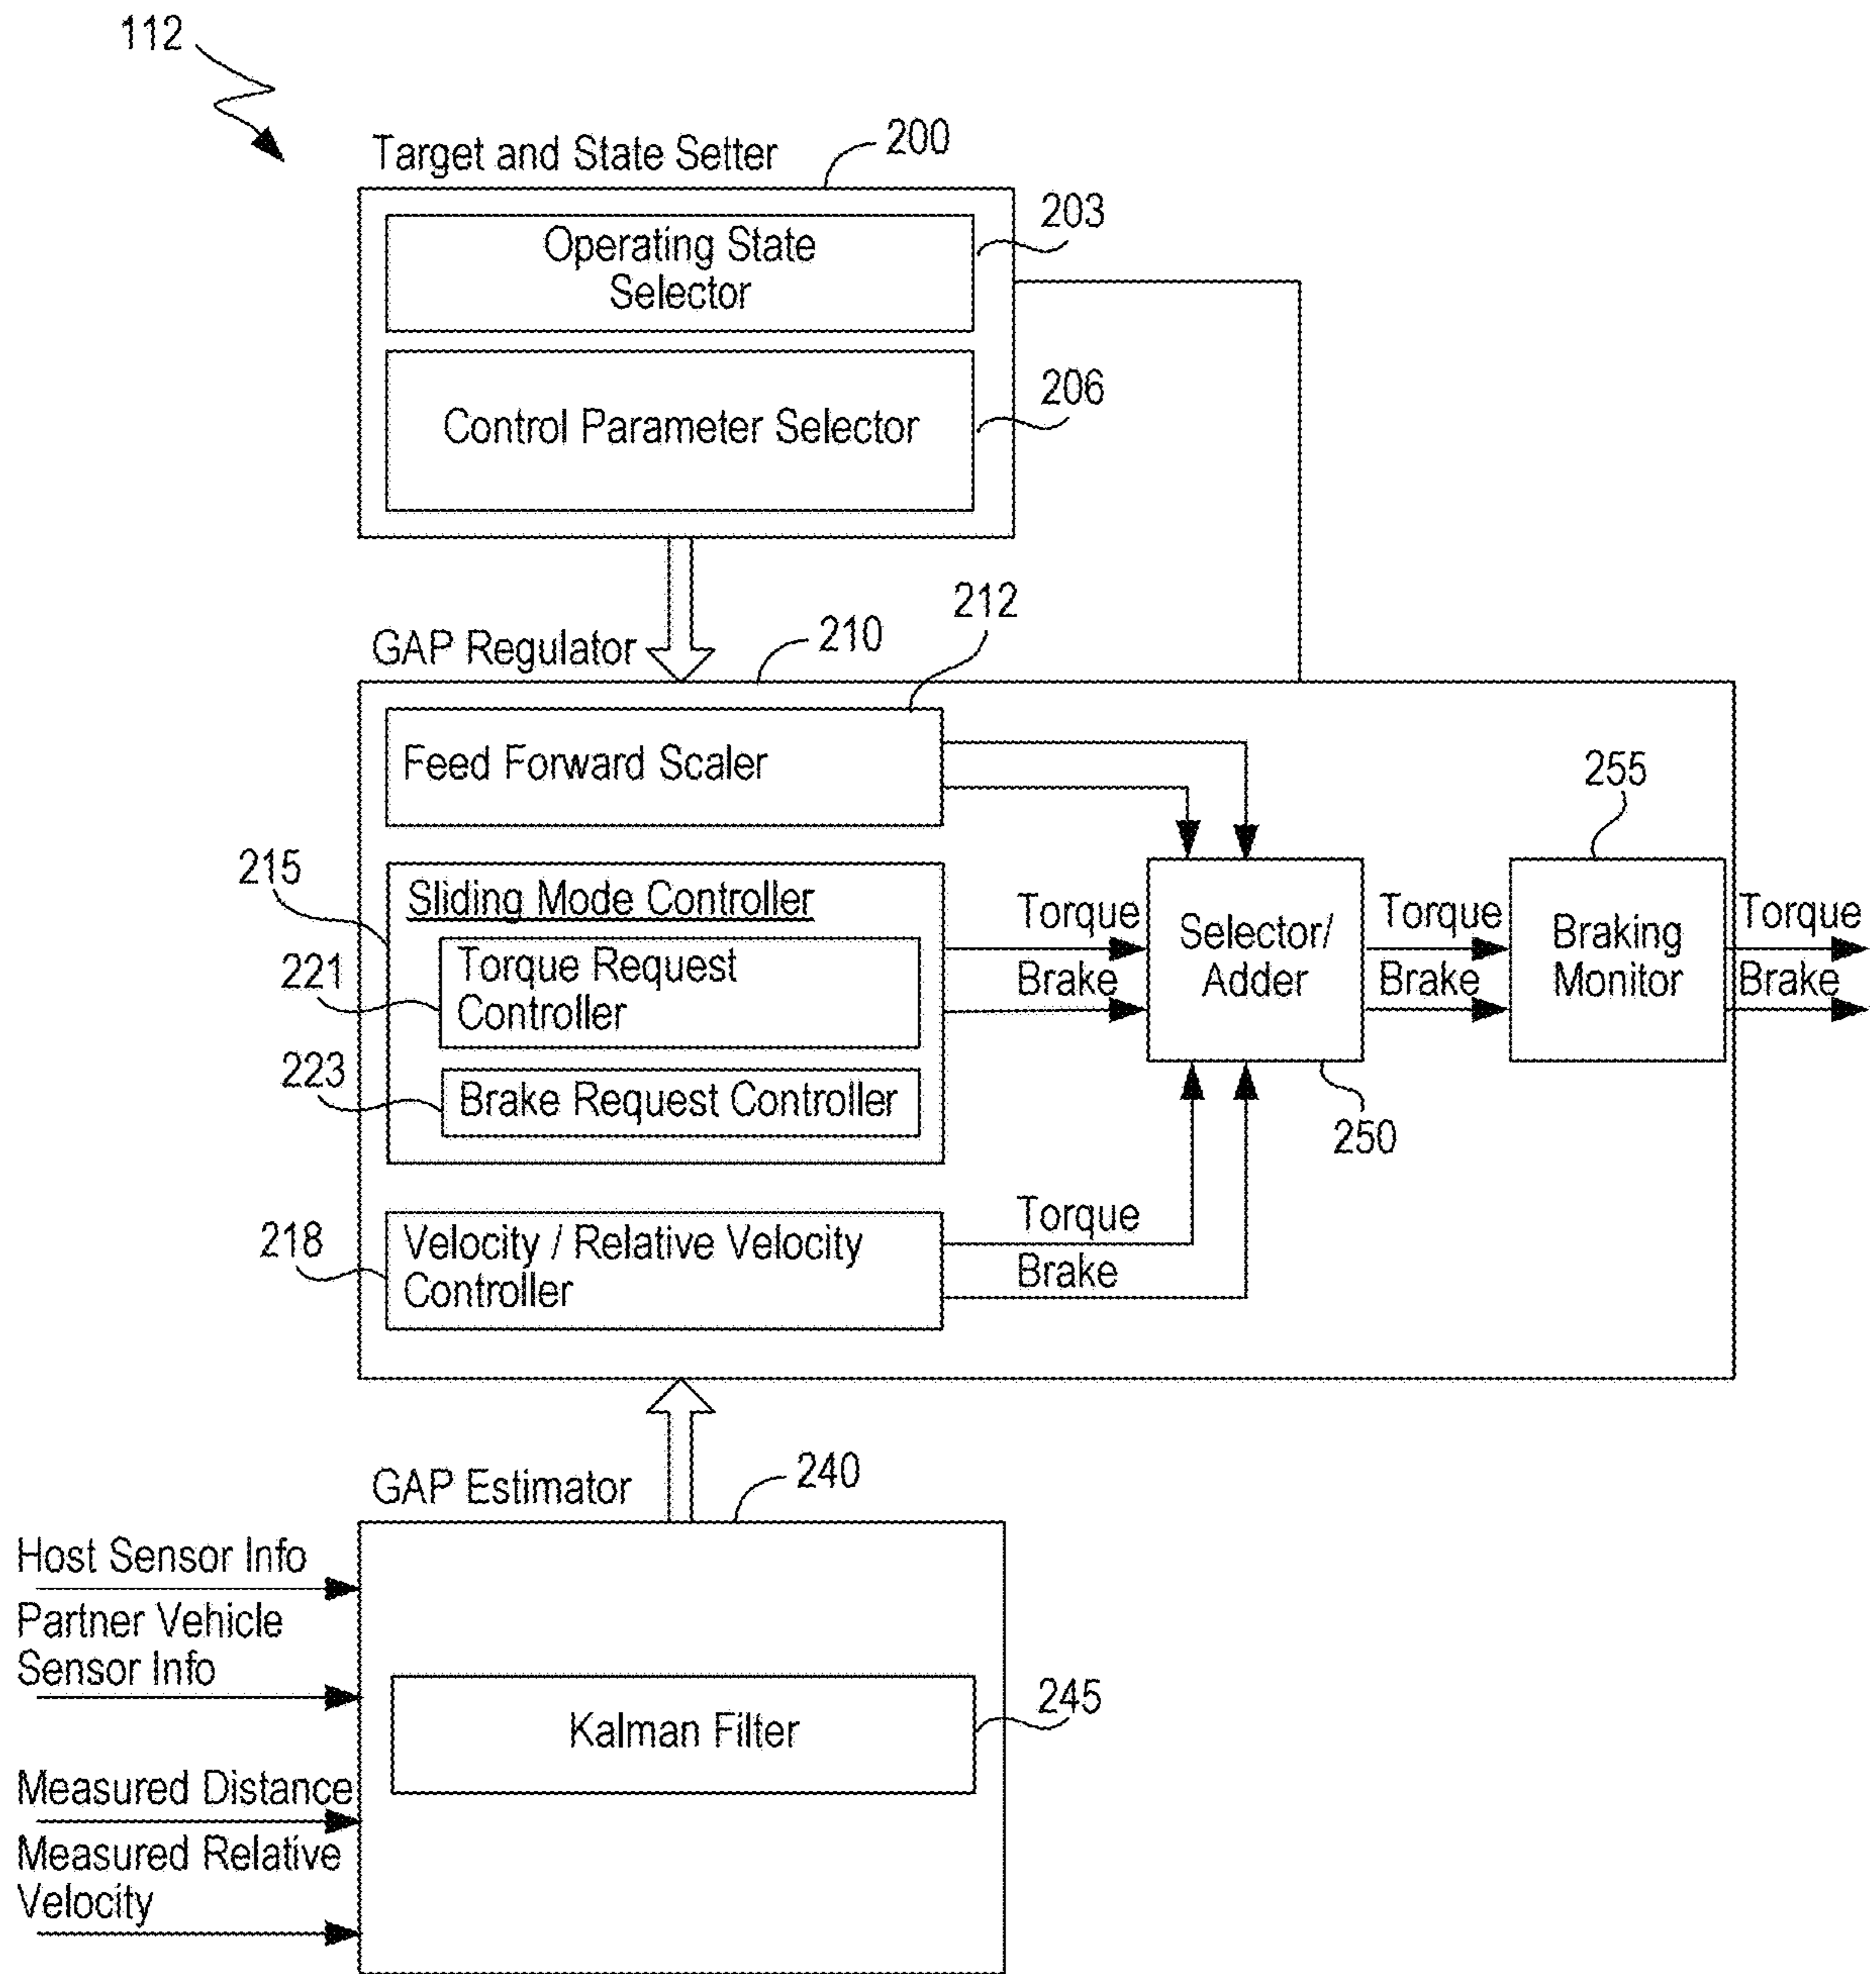 112
Target and State Setter
200
Operating State
Selector
203
Control Parameter Selector
206
GAP Regulator
210
212
Feed Forward Scaler
255
215
Sliding Mode Controller
221
Torque Request
Controller
223
Brake Request Controller
Torque
Brake
Selector/
Adder
250
Torque
Brake
Braking
Monitor
Torque
Brake
218
Velocity / Relative Velocity
Controller
Torque
Brake
GAP Estimator
240
Host Sensor Info
Partner Vehicle
Sensor Info
Kalman Filter
245
Measured Distance
Measured Relative
Velocity